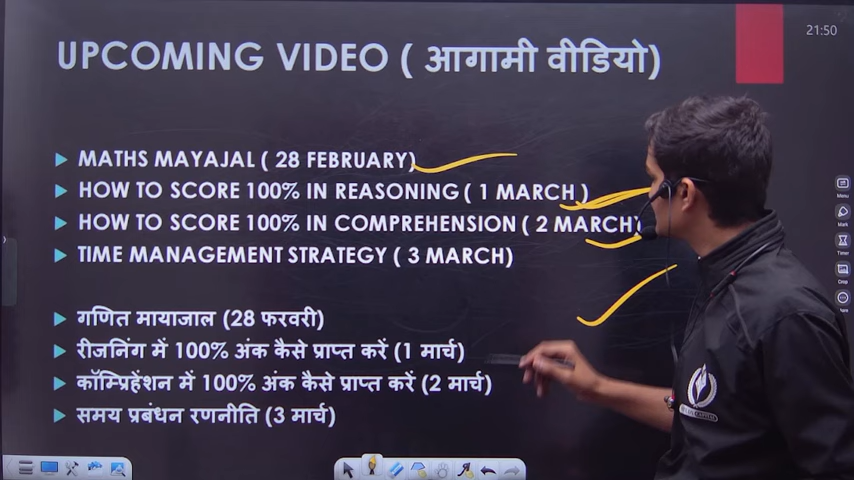 21:50
UPCOMING VIDEO ( आगामी वीडियो)
MATHS MAYAJAL ( 28 FEBRUARY)
HOW TO SCORE 100% IN REASONING ( 1 MARCH )
HOW TO SCORE 100% IN COMPREHENSION ( 2 MARCH)
TIME MANAGEMENT STRATEGY ( 3 MARCH)
गणित मायाजाल (28 फरवरी)
रीजनिंग में 100% अंक कैसे प्राप्त करें (1 मार्च)
कॉम्प्रिहेंशन में 100% अंक कैसे प्राप्त करें (2 मार्च)
समय प्रबंधन रणनीति (3 मार्च)
Menu
Mark
Timer